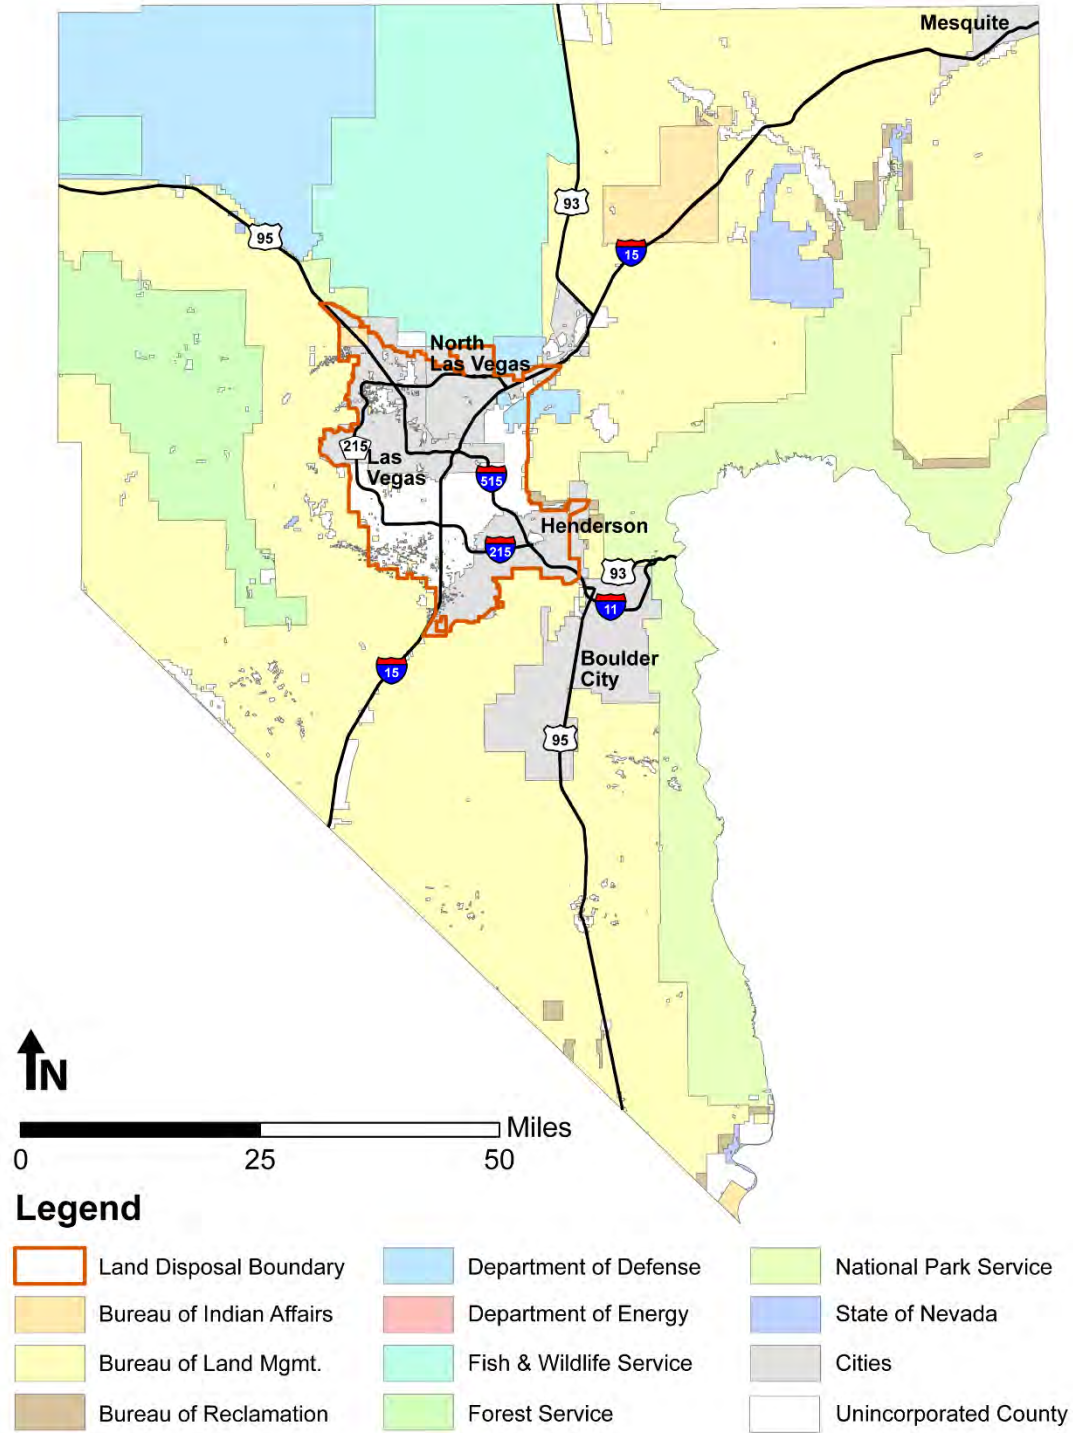 Mesquite
93
95
15
North
Las Vegas
215
Las
Vegas
515
Henderson
215
93
11
Boulder
City
15
95
N
Miles
0 25 50
Legend
Land Disposal Boundary
Department of Defense
National Park Service
Bureau of Indian Affairs
Department of Energy
State of Nevada
Bureau of Land Mgmt.
Fish & Wildlife Service
Cities
Bureau of Reclamation
Forest Service
Unincorporated County